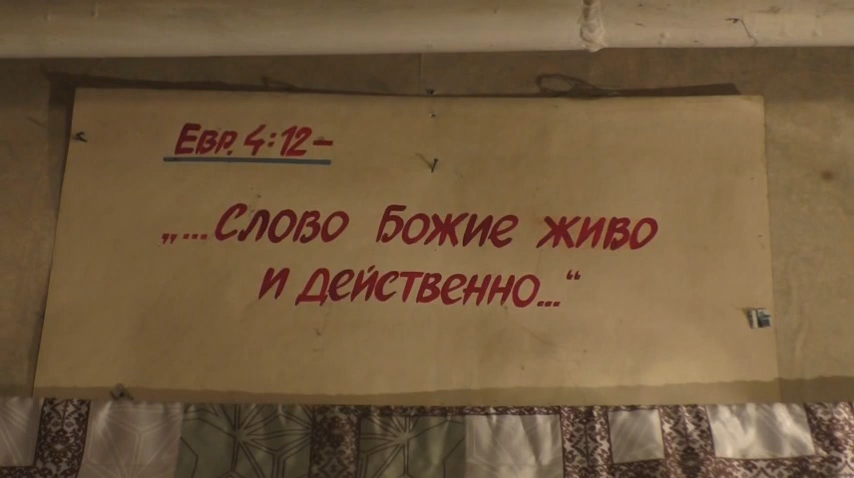 Евр. 4:12–
„...Слово Божие живо
и действенно...“